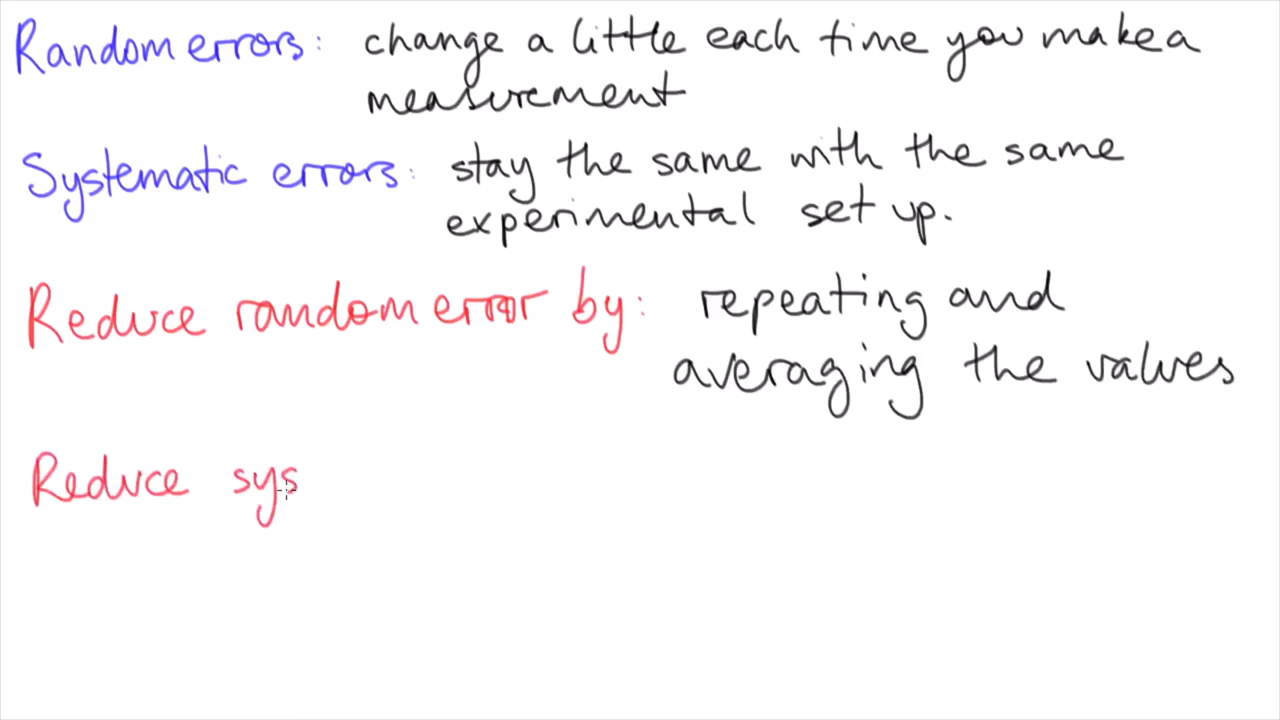 Random errors: change a little each time you make a
measurement
Systematic errors: stay the same with the same
experimental set up.
Reduce random error by: repeating and
averaging the values
Reduce sys